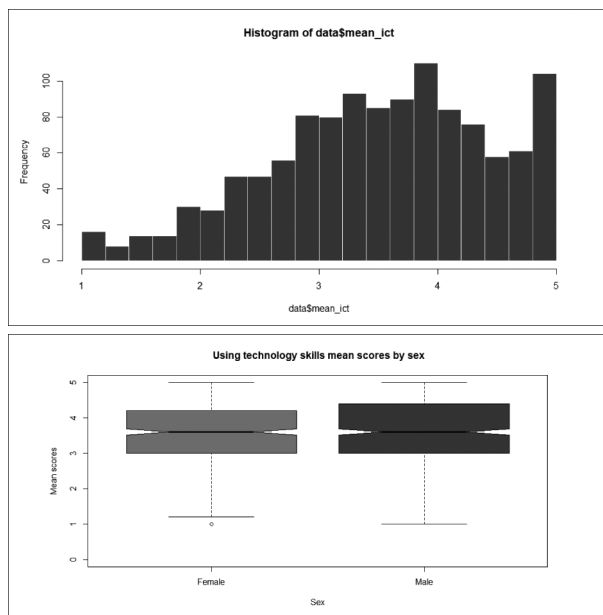 Histogram of data$mean_ict
Frequency
0 20 40 60 80 100
1 2 3 4 5
data$mean_ict
Using technology skills mean scores by sex
Mean scores
0 1 2 3 4 5
Female Male
Sex